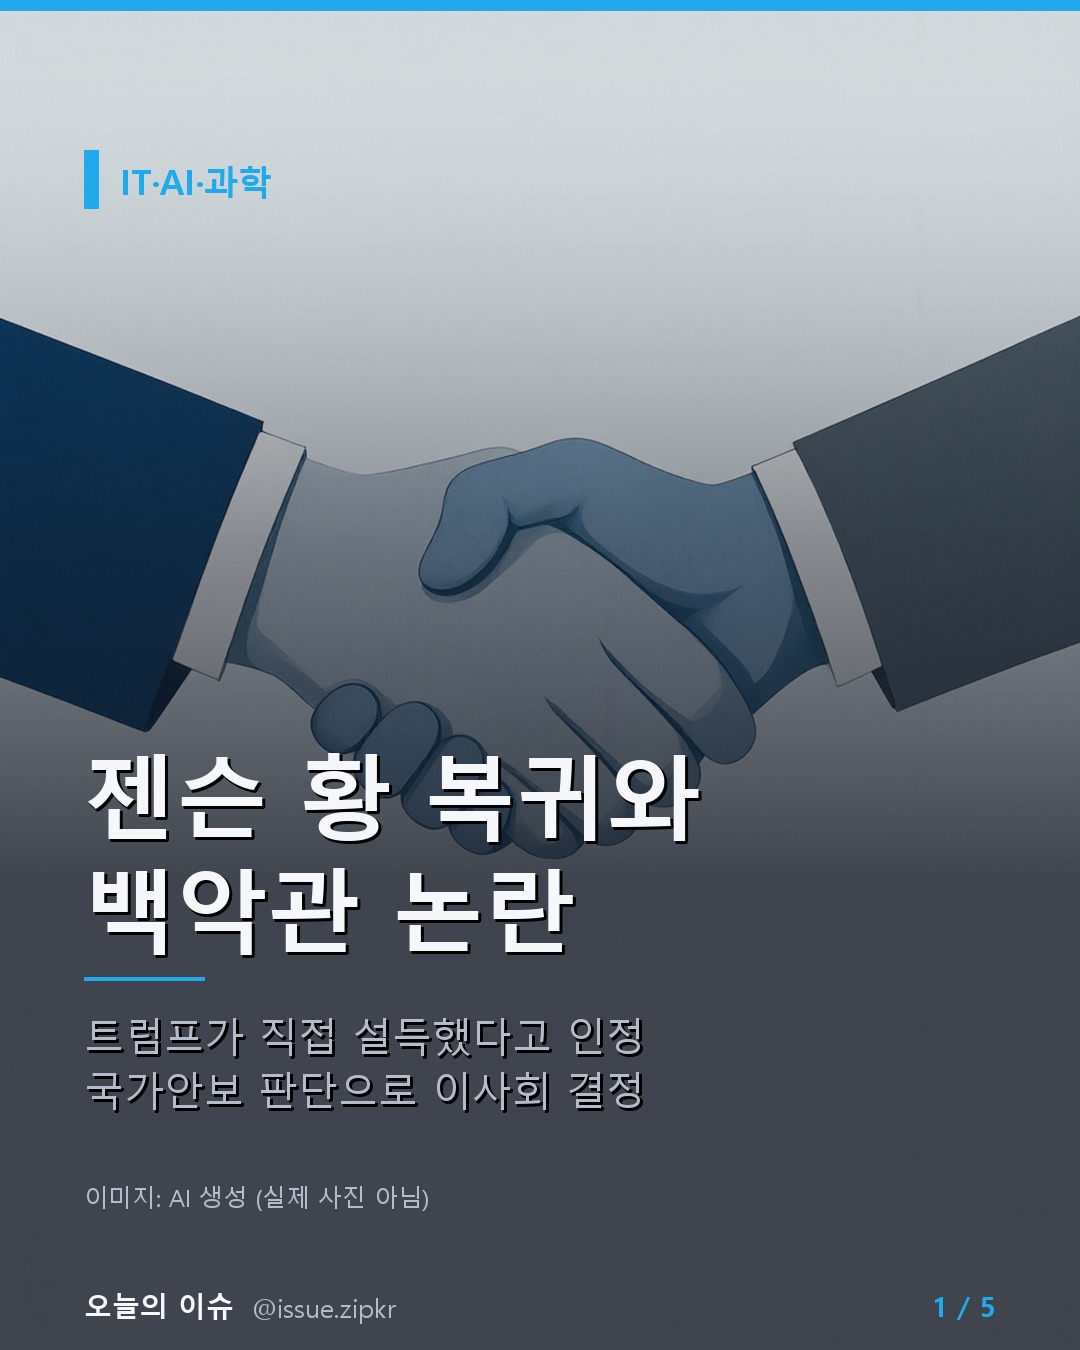 IT·AI·과학
젠슨 황 복귀와
백악관 논란
트럼프가 직접 설득했다고 인정
국가안보 판단으로 이사회 결정
이미지: AI 생성 (실제 사진 아님)
오늘의 이슈 @issue.zipkr 1 / 5